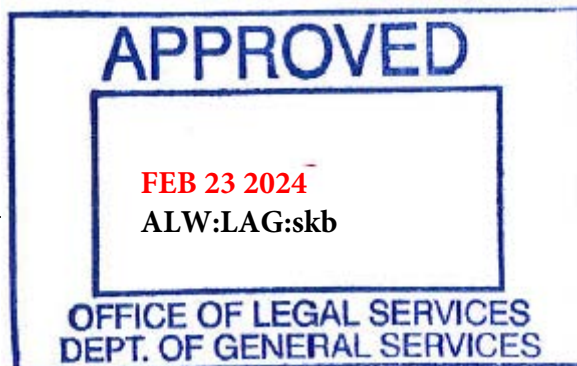 APPROVED
FEB 23 2024
ALW:LAG:skb
OFFICE OF LEGAL SERVICES
DEPT. OF GENERAL SERVICES